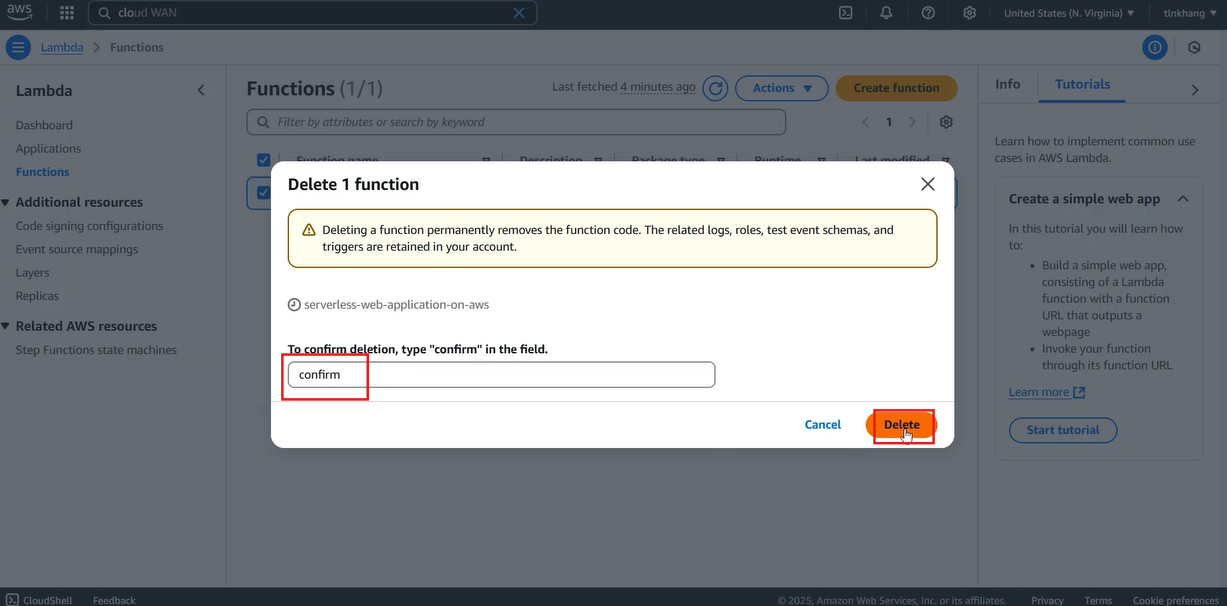 aws
cloud WAN
United States (N. Virginia)
tlnkhang
Lambda
Functions
Lambda
Dashboard
Applications
Functions
Additional resources
Code signing configurations
Event source mappings
Layers
Replicas
Related AWS resources
Step Functions state machines
Functions (1/1)
Last fetched 4 minutes ago
Actions
Create function
Filter by attributes or search by keyword
1
Function name
Description
Package type
Runtime
Last modified
Delete 1 function
Deleting a function permanently removes the function code. The related logs, roles, test event schemas, and
triggers are retained in your account.
serverless-web-application-on-aws
To confirm deletion, type "confirm" in the field.
confirm
Cancel
Delete
Info
Tutorials
Learn how to implement common use
cases in AWS Lambda.
Create a simple web app
In this tutorial you will learn how
to:
• Build a simple web app,
consisting of a Lambda
function with a function
URL that outputs a
webpage
• Invoke your function
through its function URL
Learn more
Start tutorial
CloudShell
Feedback
© 2025, Amazon Web Services, Inc. or its affiliates.
Privacy
Terms
Cookie preferences